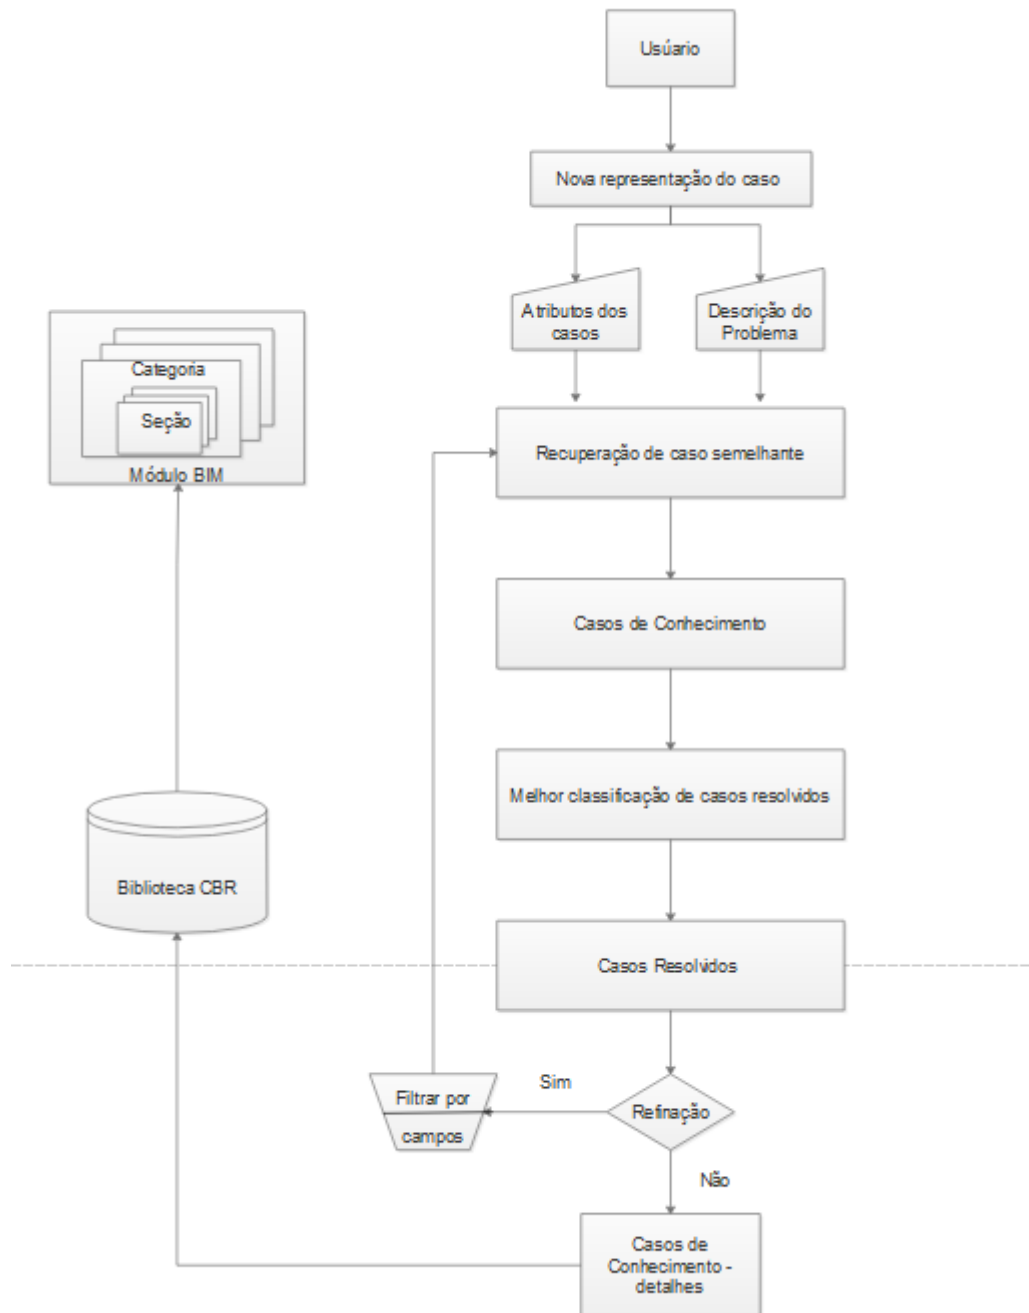 Usúario
Nova representação do caso
Atributos dos
casos
Descrição do
Problema
Categoria
Seção
Módulo BIM
Recuperação de caso semelhante
Casos de Conhecimento
Melhor classificação de casos resolvidos
Biblioteca CBR
Casos Resolvidos
Sim
Filtrar por
campos
Refinação
Não
Casos de
Conhecimento -
detalhes